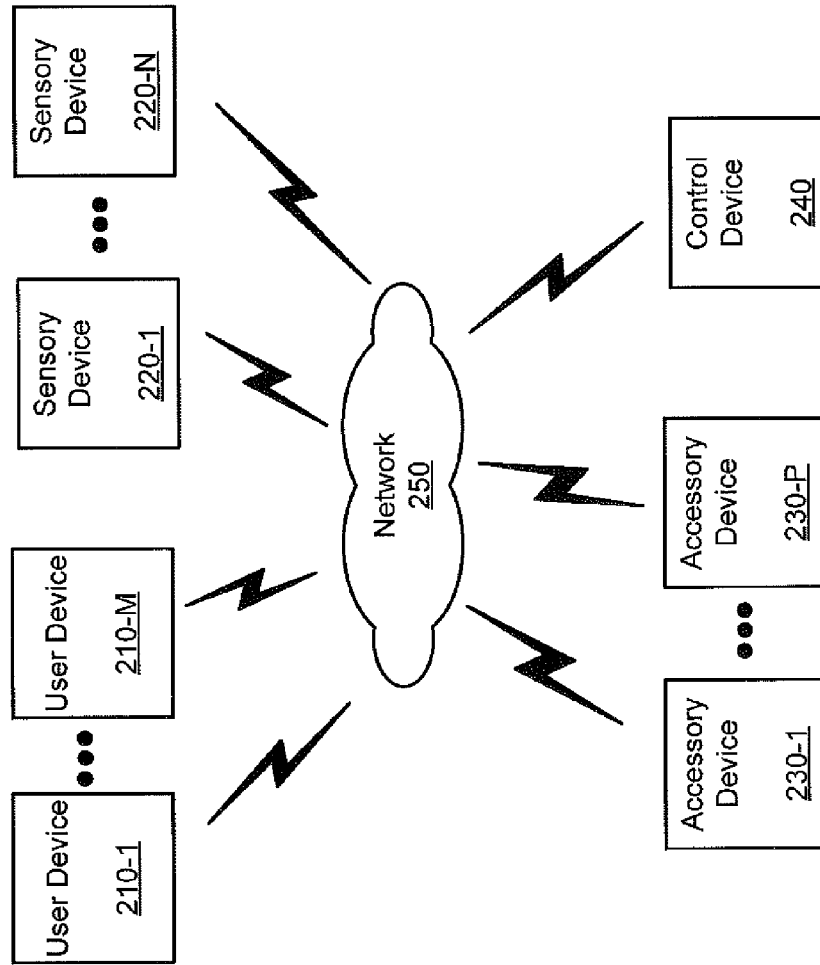 User Device
210-1
User Device
210-M
Sensory
Device
220-1
Sensory
Device
220-N
Network
250
Accessory
Device
230-1
Accessory
Device
230-P
Control
Device
240